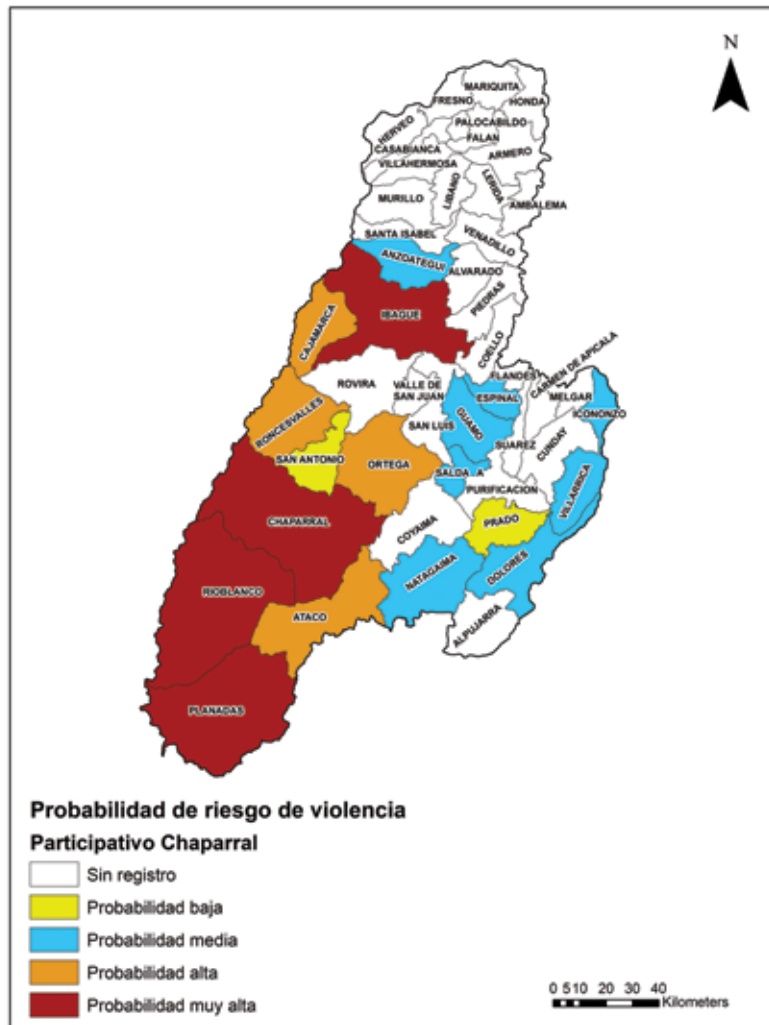 N
MARIQUITA
FRESNO
HONDA
PALOCABILDO
HERVEO
FALAN
CASABIANCA
ARMERO
VILLAHERMOSA
LERIDA
LIBANO
MURILLO
AMBALEMA
SANTA ISABEL
VENADILLO
ANZOATEGUI
ALVARADO
PIEDRAS
IBAGUE
CAJAMARCA
COELLO
CARMEN DE APICALA
FLANDES
ROVIRA
VALLE DE
SAN JUAN
ESPINAL
MELGAR
ICONONZO
RONCESVALLES
SAN LUIS
GUAMO
SUAREZ
CUNDAY
SAN ANTONIO
ORTEGA
SALDA..A
PURIFICACION
VILLARRICA
CHAPARRAL
COYAIMA
PRADO
NATAGAIMA
DOLORES
RIOBLANCO
ATACO
ALPUJARRA
PLANADAS
Probabilidad de riesgo de violencia
Participativo Chaparral
Sin registro
Probabilidad baja
Probabilidad media
Probabilidad alta
Probabilidad muy alta
0 5 10 20 30 40
Kilometers